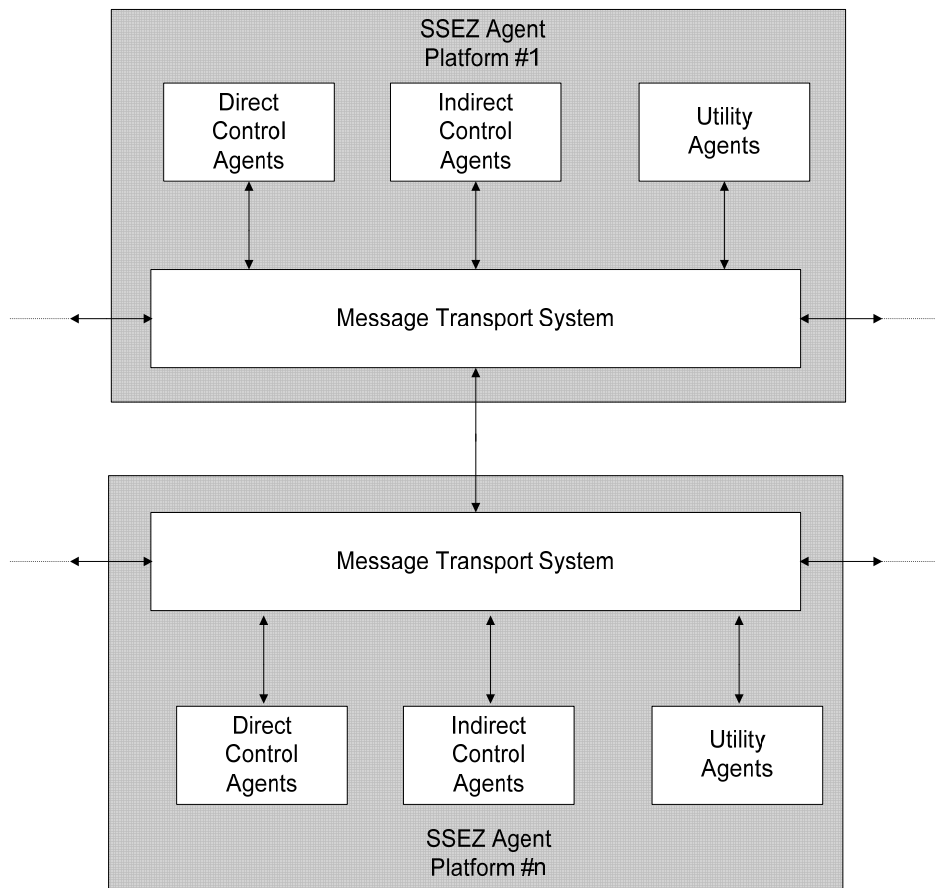 SSEZ Agent
Platform #1
Direct
Control
Agents
Indirect
Control
Agents
Utility
Agents
Message Transport System
Message Transport System
Direct
Control
Agents
Indirect
Control
Agents
Utility
Agents
SSEZ Agent
Platform #n